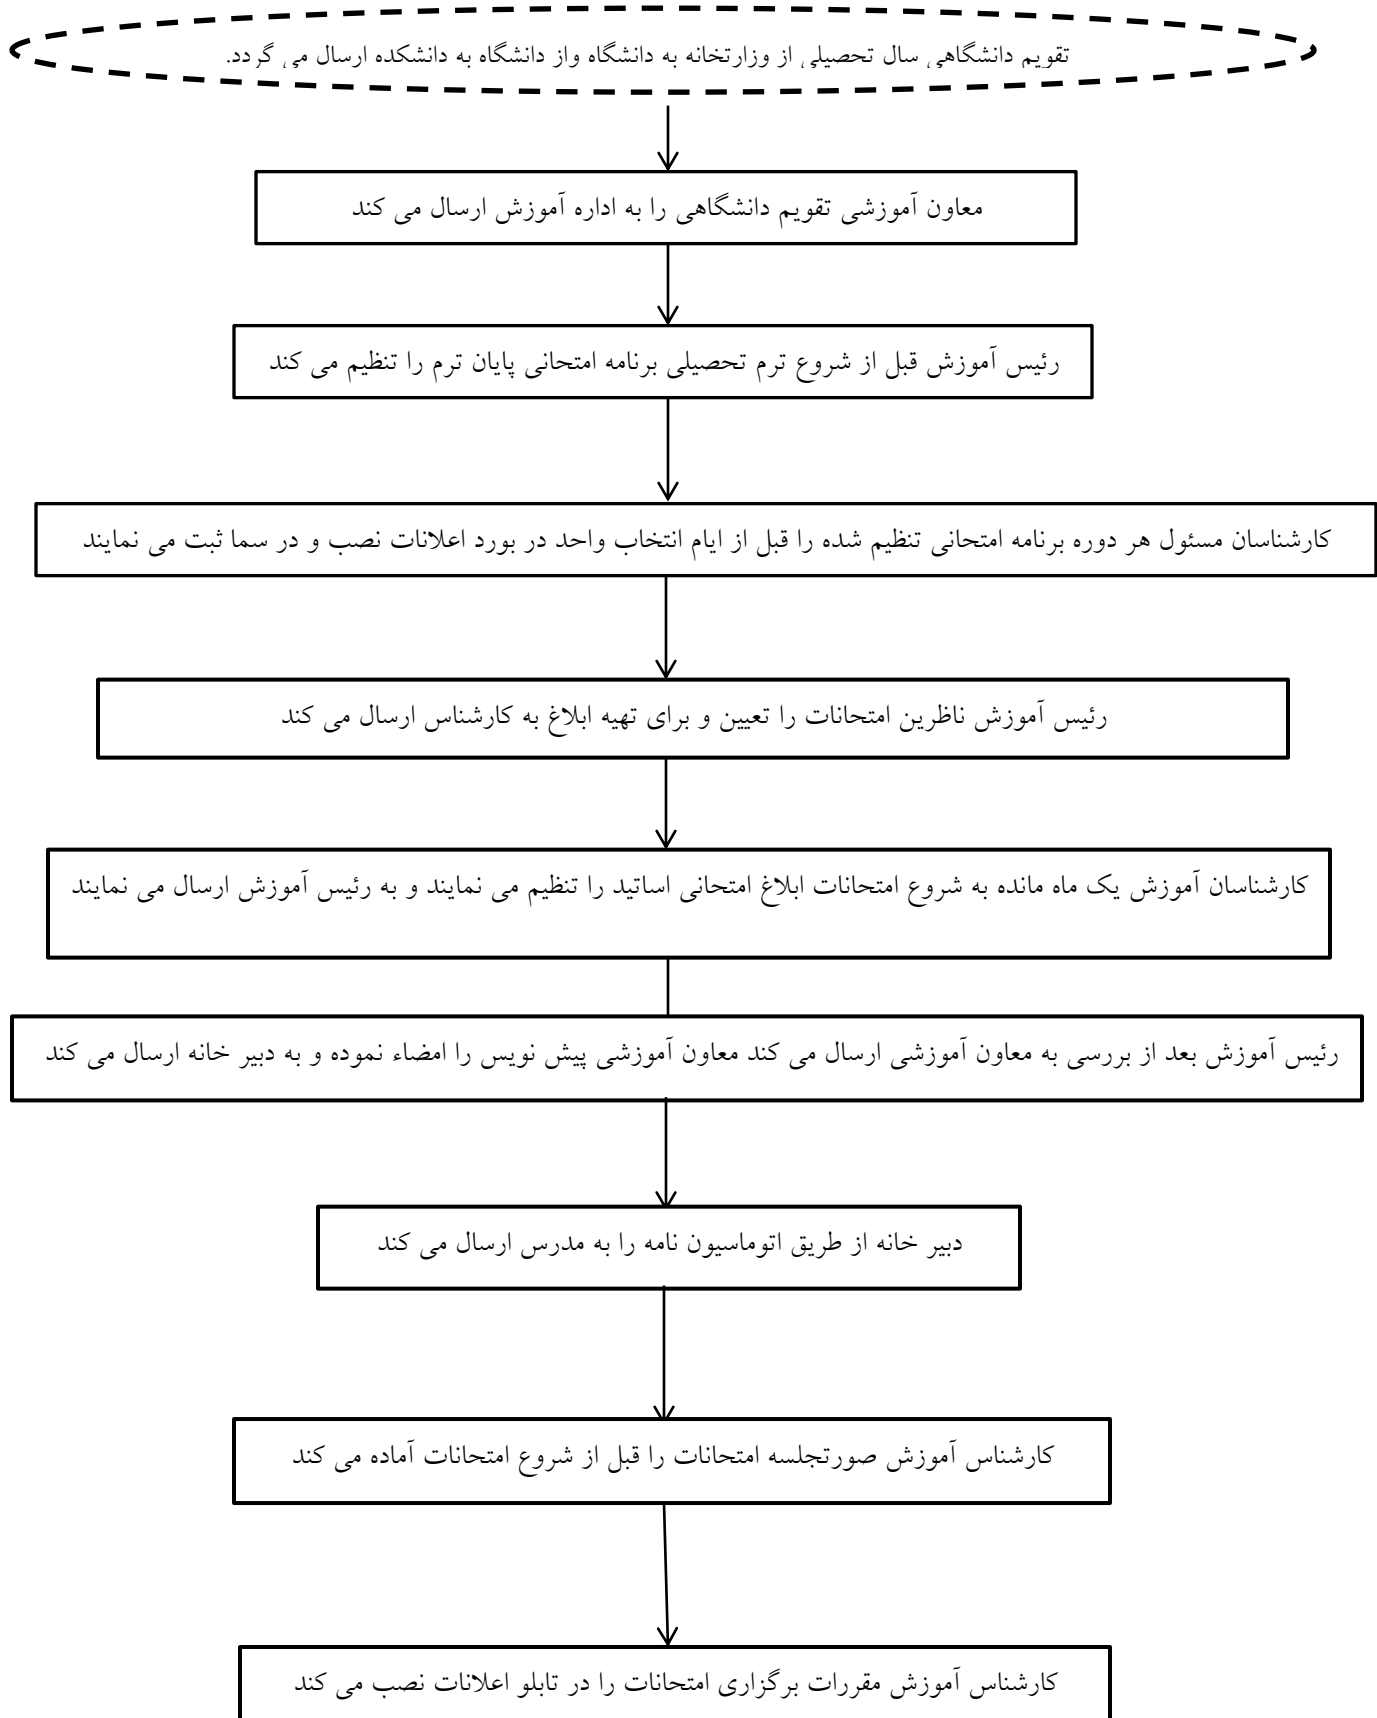 تقویم دانشگاهی سال تحصیلی از وزارتخانه به دانشگاه واز دانشگاه به دانشکده ارسال می گردد.
معاون آموزشی تقویم دانشگاهی را به اداره آموزش ارسال می کند
رئیس آموزش قبل از شروع ترم تحصیلی برنامه امتحانی پایان ترم را تنظیم می کند
کارشناسان مسئول هر دوره برنامه امتحانی تنظیم شده را قبل از ایام انتخاب واحد در بورد اعلانات نصب و در سما ثبت می نمایند
رئیس آموزش ناظرین امتحانات را تعیین و برای تهیه ابلاغ به کارشناس ارسال می کند
کارشناسان آموزش یک ماه مانده به شروع امتحانات ابلاغ امتحانی اساتید را تنظیم می نمایند و به رئیس آموزش ارسال می نمایند
رئیس آموزش بعد از بررسی به معاون آموزشی ارسال می کند معاون آموزشی پیش نویس را امضاء نموده و به دبیر خانه ارسال می کند
دبیر خانه از طریق اتوماسیون نامه را به مدرس ارسال می کند
کارشناس آموزش صورتجلسه امتحانات را قبل از شروع امتحانات آماده می کند
کارشناس آموزش مقررات برگزاری امتحانات را در تابلو اعلانات نصب می کند